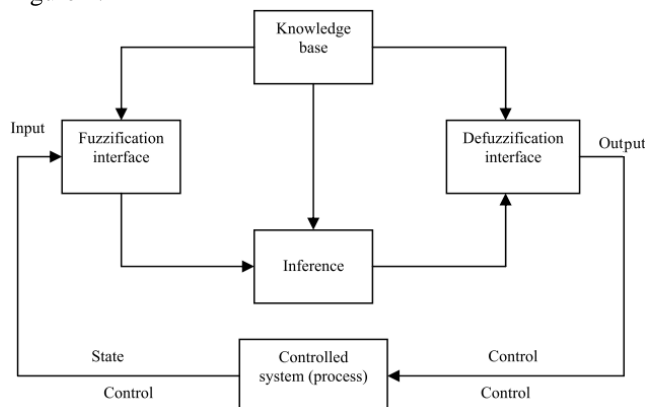 Knowledge
base
Input
Fuzzification
interface
Defuzzification
interface
Output
Inference
State
Control
Controlled
system (process)
Control
Control